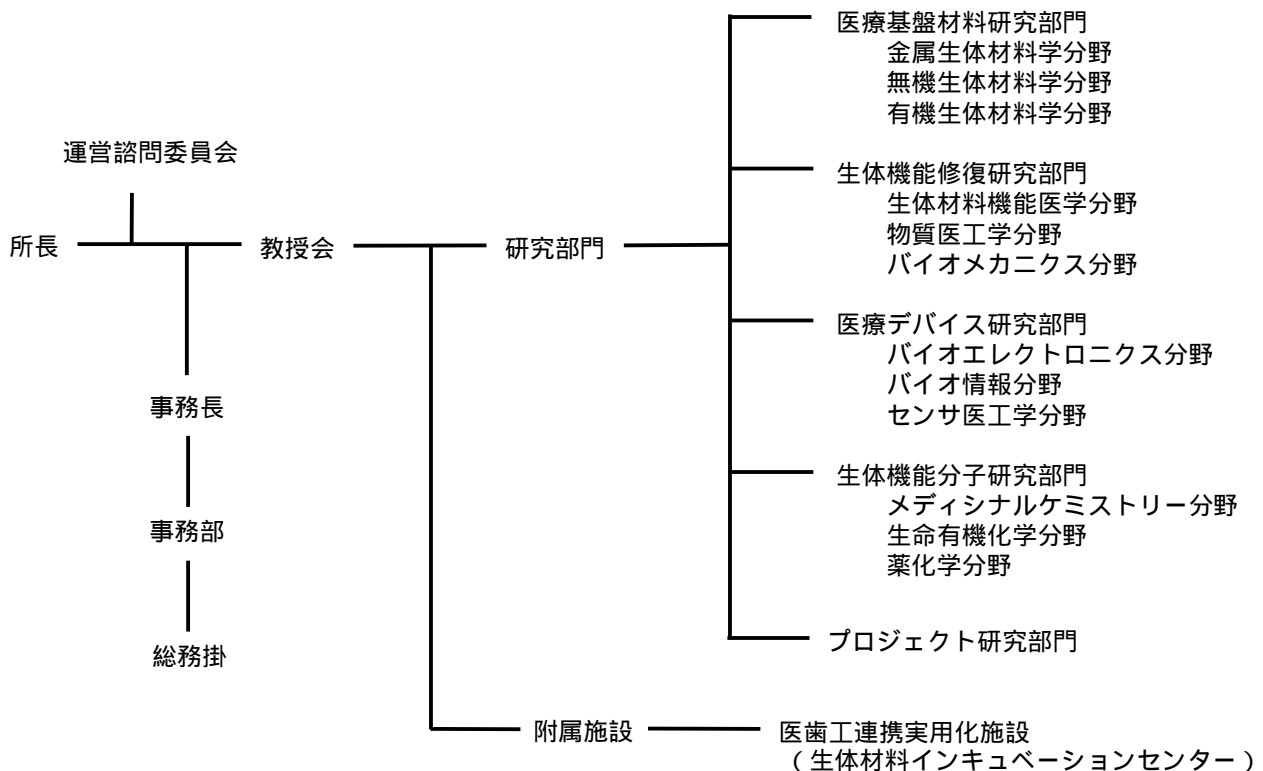 運営諮問委員会
所長
教授会
研究部門
事務長
事務部
総務掛
医療基盤材料研究部門
金属生体材料学分野
無機生体材料学分野
有機生体材料学分野
生体機能修復研究部門
生体材料機能医学分野
物質医工学分野
バイオメカニクス分野
医療デバイス研究部門
バイオエレクトロニクス分野
バイオ情報分野
センサ医工学分野
生体機能分子研究部門
メディシナルケミストリー分野
生命有機化学分野
薬化学分野
プロジェクト研究部門
附属施設
医歯工連携実用化施設
(生体材料インキュベーションセンター)